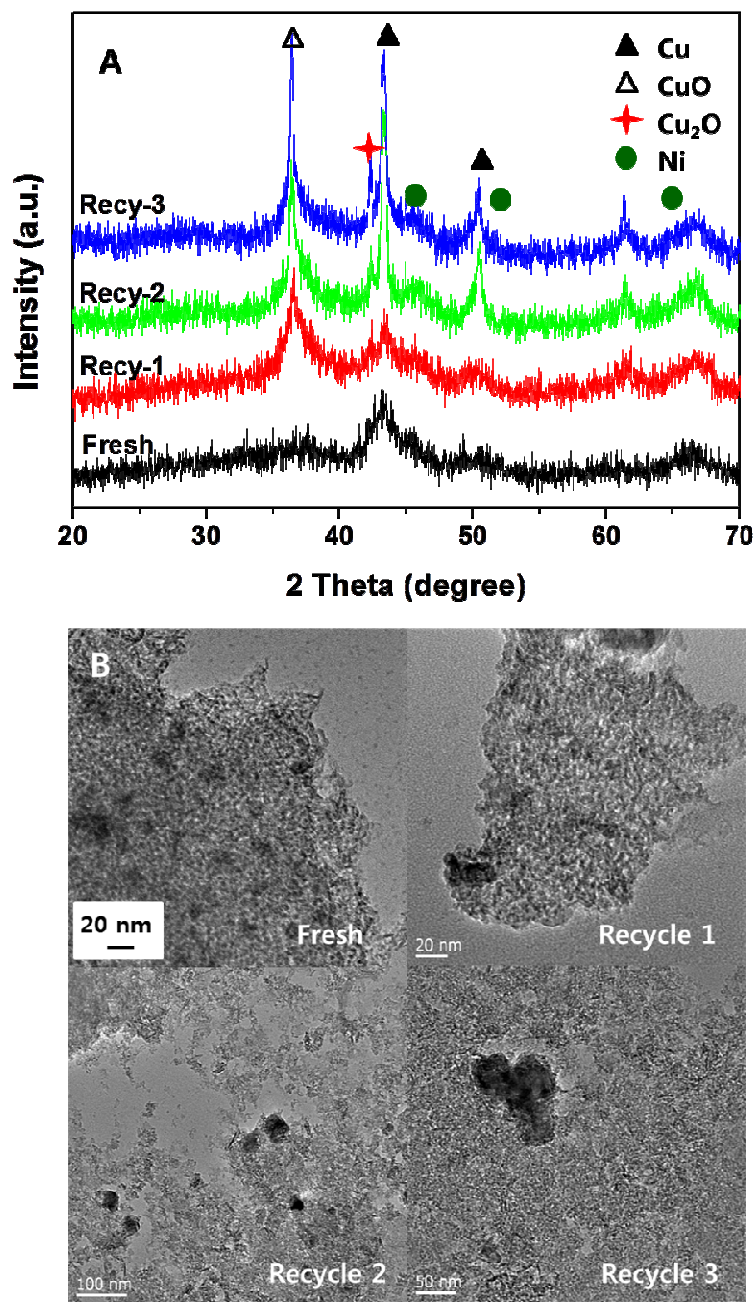 A
Cu
CuO
Cu₂O
Ni
Recy-3
Recy-2
Recy-1
Fresh
Intensity (a.u.)
20 30 40 50 60 70
2 Theta (degree)
B
20 nm
Fresh
20 nm
Recycle 1
100 nm
Recycle 2
50 nm
Recycle 3